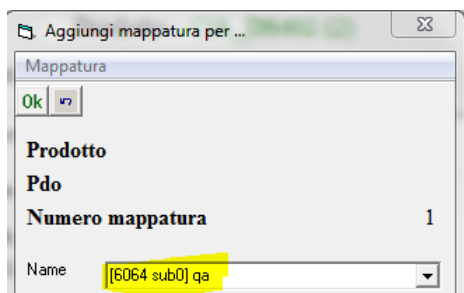 Aggiungi mappatura per ...
Mappatura
Ok
Prodotto
Pdo
Numero mappatura 1
Name [6064 sub0] qa